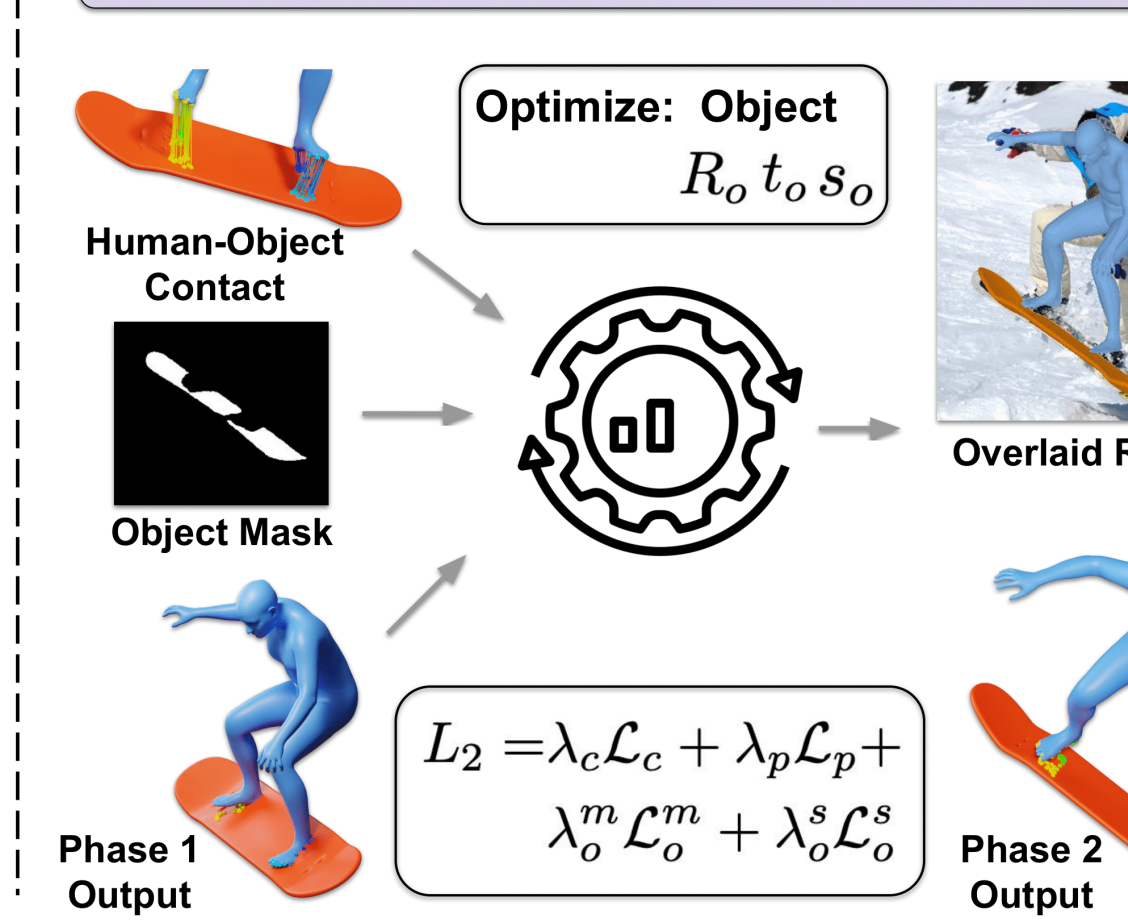 Optimize: Object
R_o t_o s_o
Human-Object
Contact
Object Mask
Overlaid
L_2 =λ_c ℒ_c + λ_p ℒ_p+
λ_o^m ℒ_o^m + λ_o^s ℒ_o^s
Phase 1
Output
Phase 2
Output